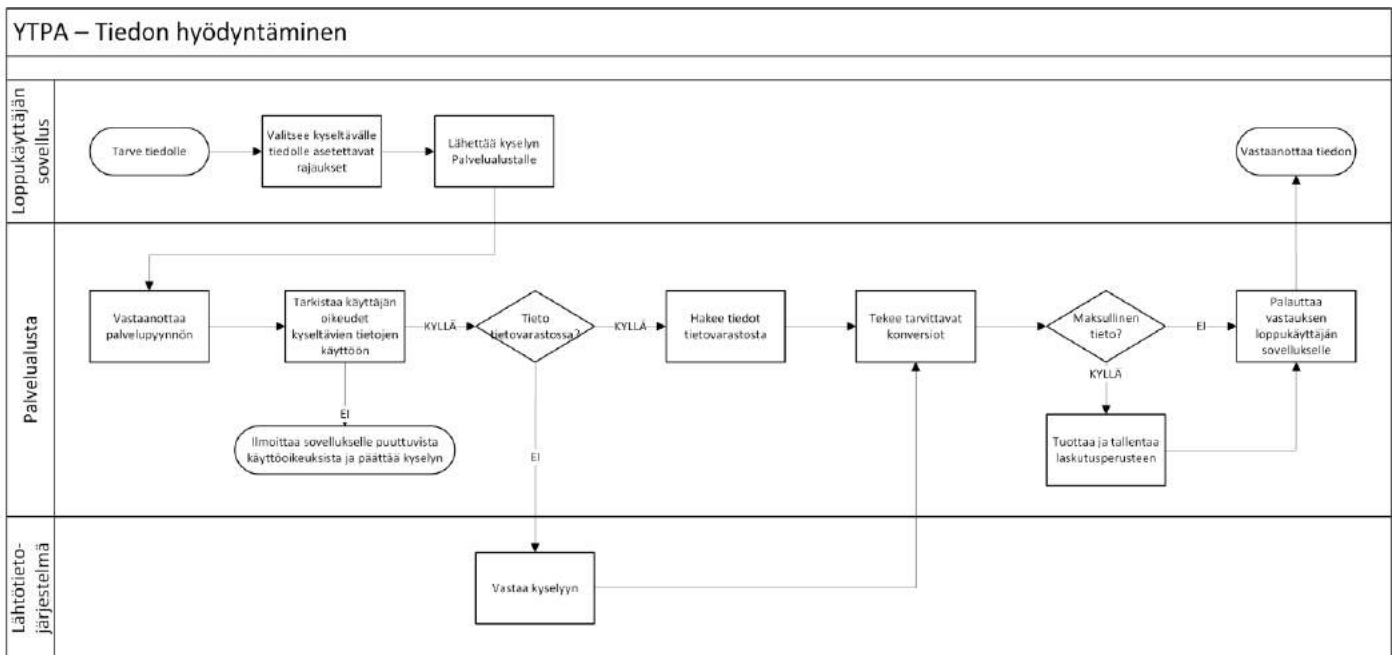 YTPA – Tiedon hyödyntäminen
Loppukäyttäjän
sovellus
Tarve tiedolle
Valitsee kyseltävälle
tiedolle asetettavat
rajaukset
Lähettää kyselyn
Palvelualustalle
Vastaanottaa tiedon
Palvelualusta
Vastaanottaa
palvelupyynnön
Tarkistaa käyttäjän
oikeudet
kyseltävien tietojen
käyttöön
KYLLÄ
Tieto
tietovarastossa?
KYLLÄ
Hakee tiedot
tietovarastosta
Tekee tarvittavat
konversiot
Maksullinen
tieto?
EI
Palauttaa
vastauksen
loppukäyttäjän
sovellukselle
EI
KYLLÄ
Ilmoittaa sovellukselle puuttuvista
käyttöoikeuksista ja päättää kyselyn
EI
Tuottaa ja tallentaa
laskutusperusteen
Lähtötieto-
järjestelmä
Vastaa kyselyyn